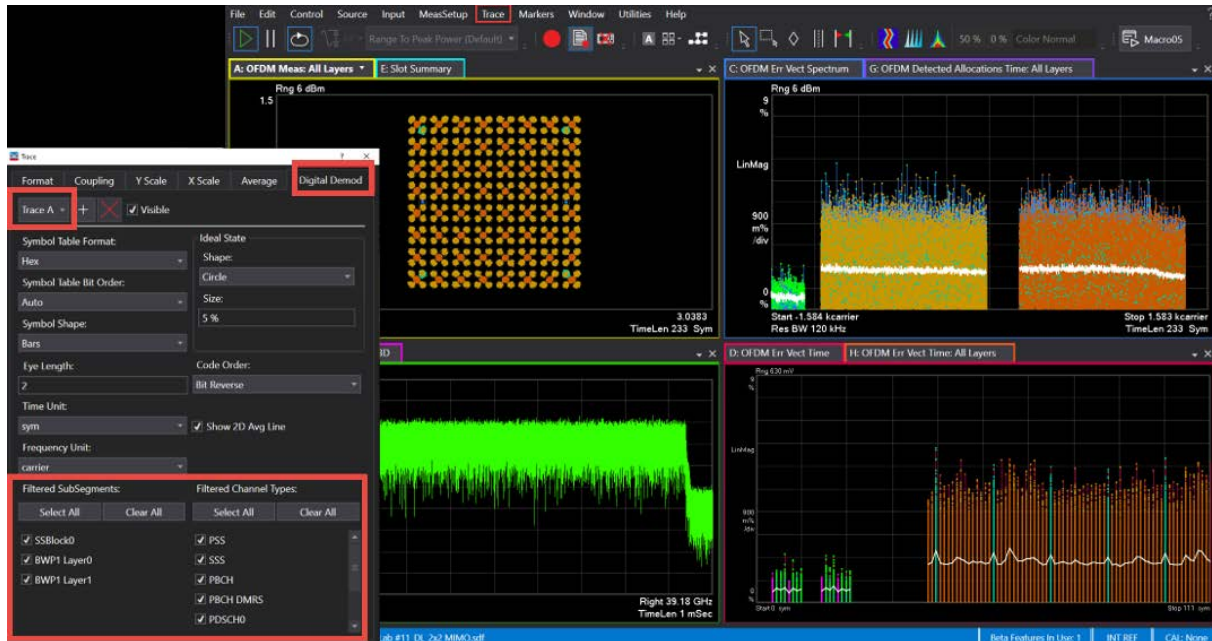 File Edit Control Source Input MeasSetup Trace Markers Window Utilities Help
Range To Peak Power (Default)
A
50 % 0 % Color Normal
Macro05
A: OFDM Meas: All Layers
E: Slot Summary
Rng 6 dBm
1.5
3.0383
TimeLen 233 Sym
C: OFDM Err Vect Spectrum
G: OFDM Detected Allocations Time: All Layers
Rng 6 dBm
9
%
LinMag
900
m%
/div
0
%
Start -1.584 kcarrier
Stop 1.583 kcarrier
Res BW 120 kHz
TimeLen 233 Sym
Trace
? X
Format Coupling Y Scale X Scale Average Digital Demod
Trace A
Visible
Symbol Table Format:
Hex
Symbol Table Bit Order:
Auto
Symbol Shape:
Bars
Eye Length:
2
Time Unit:
sym
Frequency Unit:
carrier
Ideal State
Shape:
Circle
Size:
5 %
Code Order:
Bit Reverse
Show 2D Avg Line
Filtered SubSegments:
Select All Clear All
SSBlock0
BWP1 Layer0
BWP1 Layer1
Filtered Channel Types:
Select All Clear All
PSS
SSS
PBCH
PBCH DMRS
PDSCH0
Right 39.18 GHz
TimeLen 1 mSec
D: OFDM Err Vect Time
H: OFDM Err Vect Time: All Layers
Rng 630 mV
9
%
LinMag
900
m%
/div
0
%
Start 0 sym
Stop 111 sym
#11_DL_2x2 MIMO.sdf
Beta Features In Use: 1
INT REF
CAL: None